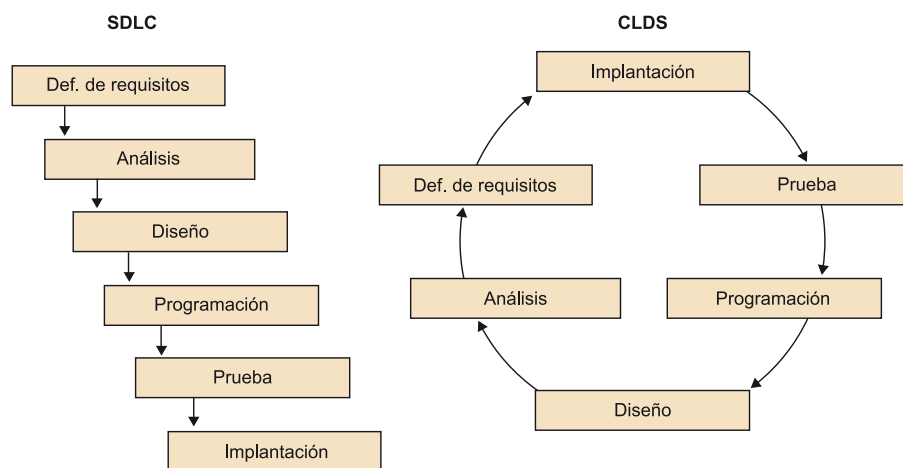 SDLC
Def. de requisitos
Análisis
Diseño
Programación
Prueba
Implantación
CLDS
Implantación
Prueba
Programación
Diseño
Análisis
Def. de requisitos